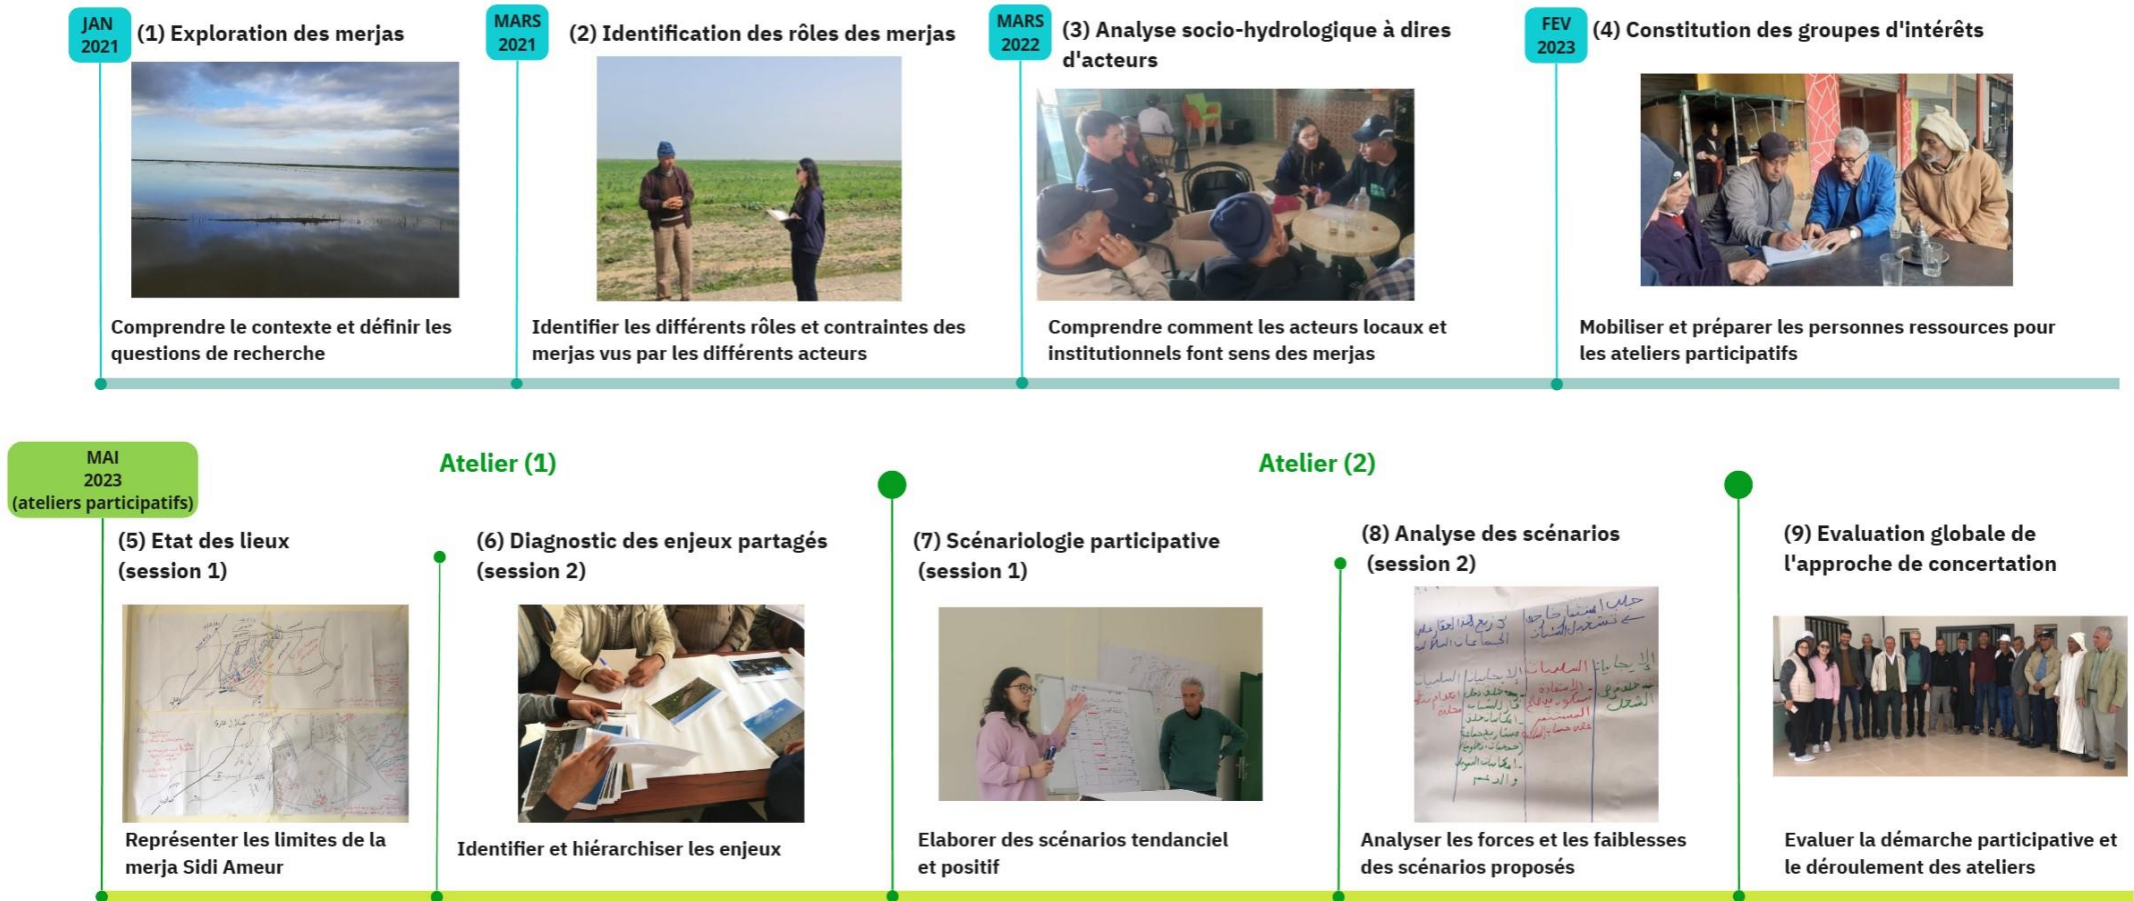 JAN
2021
(1) Exploration des merjas
Comprendre le contexte et définir les
questions de recherche
MARS
2021
(2) Identification des rôles des merjas
Identifier les différents rôles et contraintes des
merjas vus par les différents acteurs
MARS
2022
(3) Analyse socio-hydrologique à dires
d'acteurs
Comprendre comment les acteurs locaux et
institutionnels font sens des merjas
FEV
2023
(4) Constitution des groupes d'intérêts
Mobiliser et préparer les personnes ressources pour
les ateliers participatifs
MAI
2023
(ateliers participatifs)
Atelier (1)
Atelier (2)
(5) Etat des lieux
(session 1)
Représenter les limites de la
merja Sidi Ameur
(6) Diagnostic des enjeux partagés
(session 2)
Identifier et hiérarchiser les enjeux
(7) Scénariologie participative
(session 1)
Elaborer des scénarios tendanciel
et positif
(8) Analyse des scénarios
(session 2)
Analyser les forces et les faiblesses
des scénarios proposés
(9) Evaluation globale de
l'approche de concertation
Evaluer la démarche participative et
le déroulement des ateliers